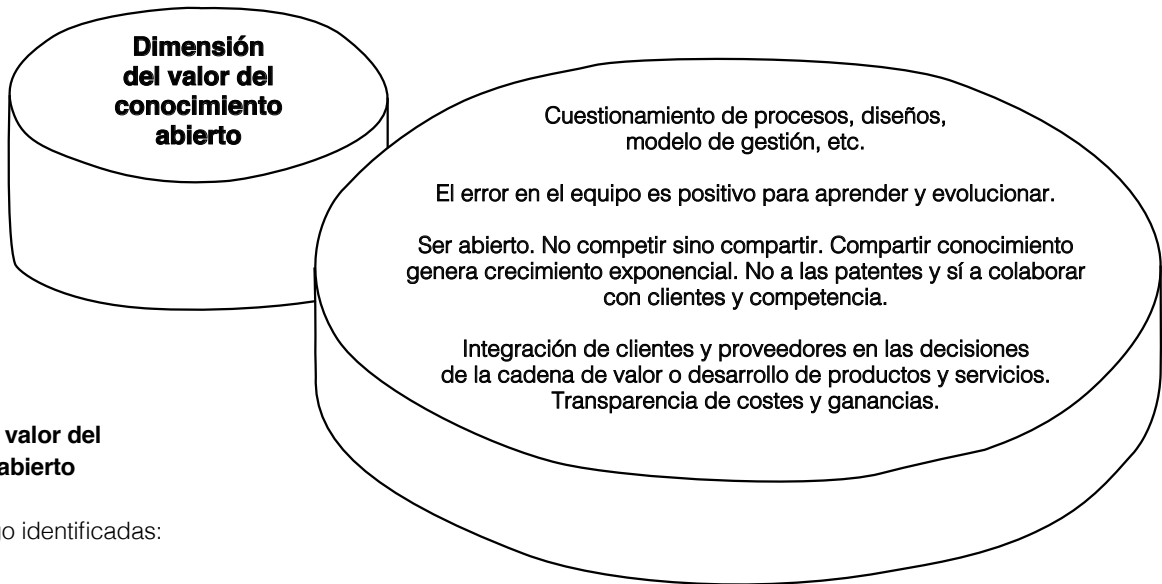 Dimensión
del valor del
conocimiento
abierto
Cuestionamiento de procesos, diseños,
modelo de gestión, etc.
El error en el equipo es positivo para aprender y evolucionar.
Ser abierto. No competir sino compartir. Compartir conocimiento
genera crecimiento exponencial. No a las patentes y sí a colaborar
con clientes y competencia.
Integración de clientes y proveedores en las decisiones
de la cadena de valor o desarrollo de productos y servicios.
Transparencia de costes y ganancias.
valor del
abierto
identificadas: